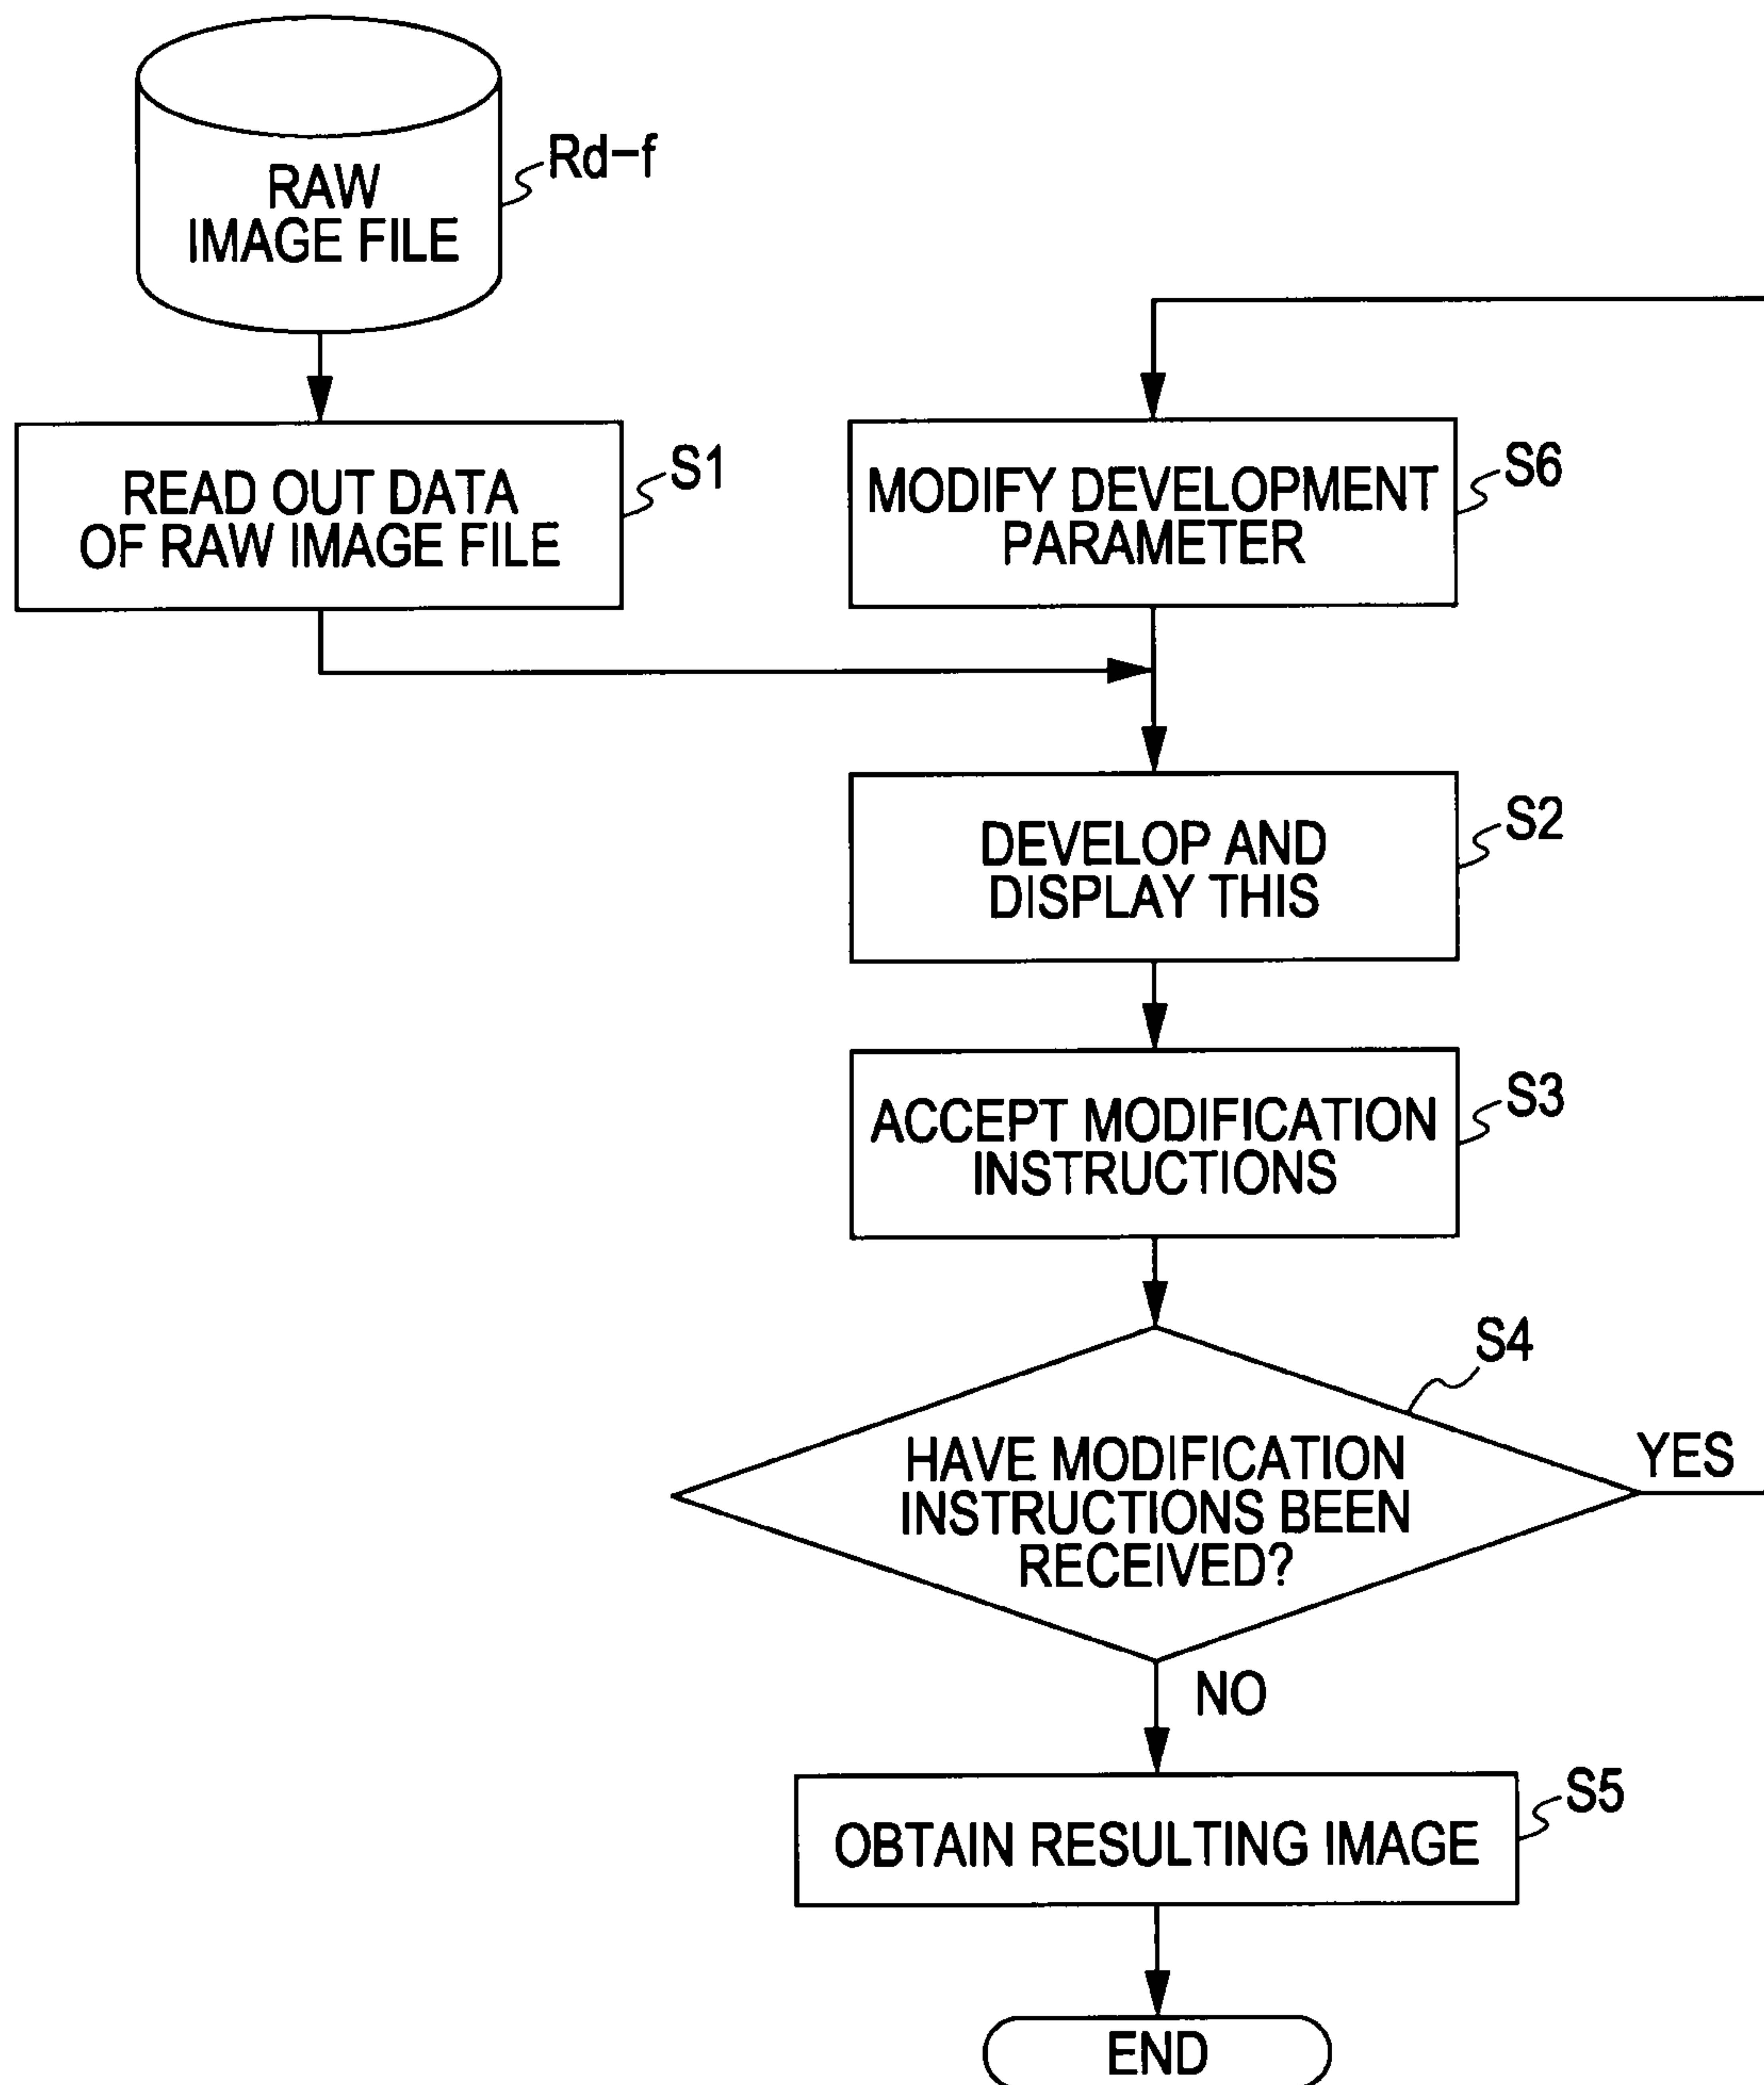 RAW
IMAGE FILE
Rd-f
READ OUT DATA
OF RAW IMAGE FILE
S1
MODIFY DEVELOPMENT
PARAMETER
S6
DEVELOP AND
DISPLAY THIS
S2
ACCEPT MODIFICATION
INSTRUCTIONS
S3
S4
HAVE MODIFICATION
INSTRUCTIONS BEEN
RECEIVED?
YES
NO
OBTAIN RESULTING IMAGE
S5
END